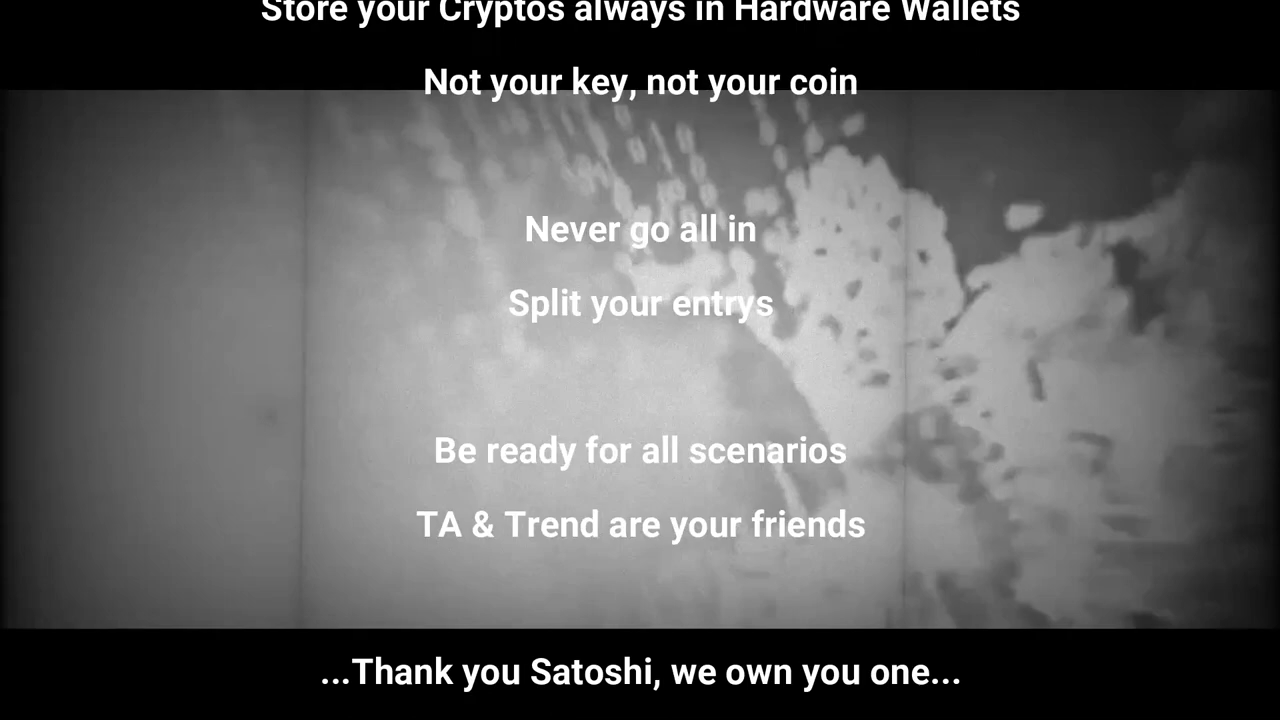 Store your Cryptos always in Hardware Wallets
Not your key, not your coin
Never go all in
Split your entrys
Be ready for all scenarios
TA & Trend are your friends
...Thank you Satoshi, we own you one...